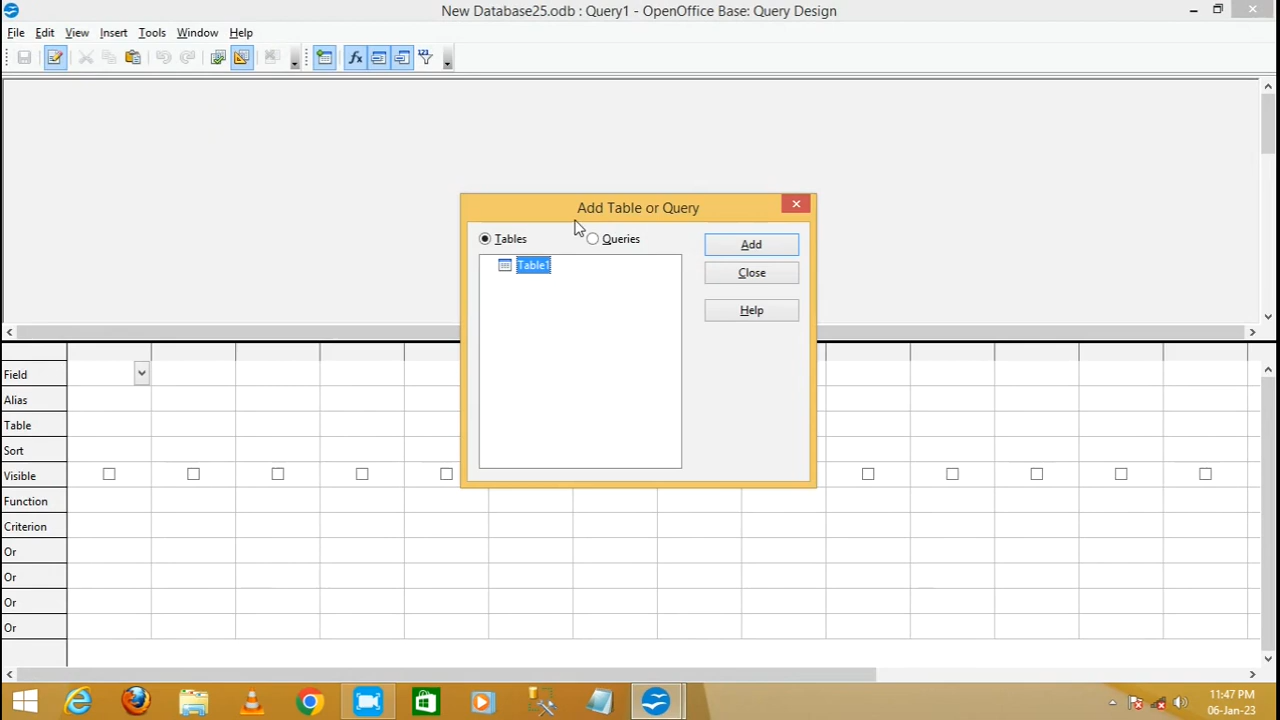 New Database25.odb : Query1 - OpenOffice Base: Query Design
File Edit View Insert Tools Window Help
Add Table or Query
Tables Queries
Add
Table1
Close
Help
Field
Alias
Table
Sort
Visible
Function
Criterion
Or
Or
Or
Or
11:47 PM
06-Jan-23